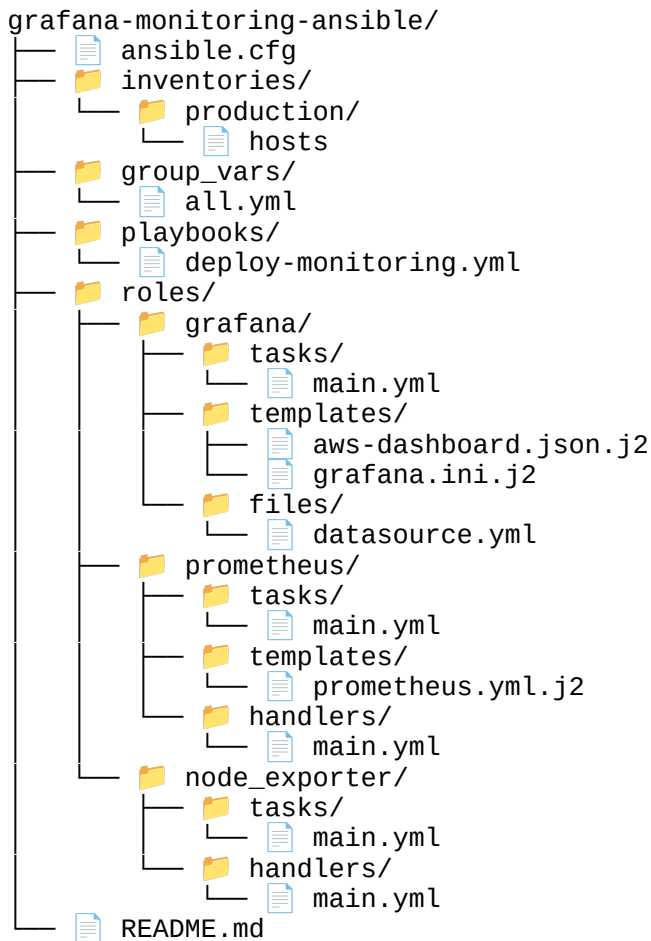 grafana-monitoring-ansible/
├── 📄 ansible.cfg
├── 📁 inventories/
│   └── 📁 production/
│       └── 📄 hosts
├── 📁 group_vars/
│   └── 📄 all.yml
├── 📁 playbooks/
│   └── 📄 deploy-monitoring.yml
├── 📁 roles/
│   ├── 📁 grafana/
│   │   ├── 📁 tasks/
│   │   │   └── 📄 main.yml
│   │   ├── 📁 templates/
│   │   │   ├── 📄 aws-dashboard.json.j2
│   │   │   └── 📄 grafana.ini.j2
│   │   └── 📁 files/
│   │       └── 📄 datasource.yml
│   ├── 📁 prometheus/
│   │   ├── 📁 tasks/
│   │   │   └── 📄 main.yml
│   │   ├── 📁 templates/
│   │   │   └── 📄 prometheus.yml.j2
│   │   └── 📁 handlers/
│   │       └── 📄 main.yml
│   └── 📁 node_exporter/
│       ├── 📁 tasks/
│       │   └── 📄 main.yml
│       └── 📁 handlers/
│           └── 📄 main.yml
└── 📄 README.md